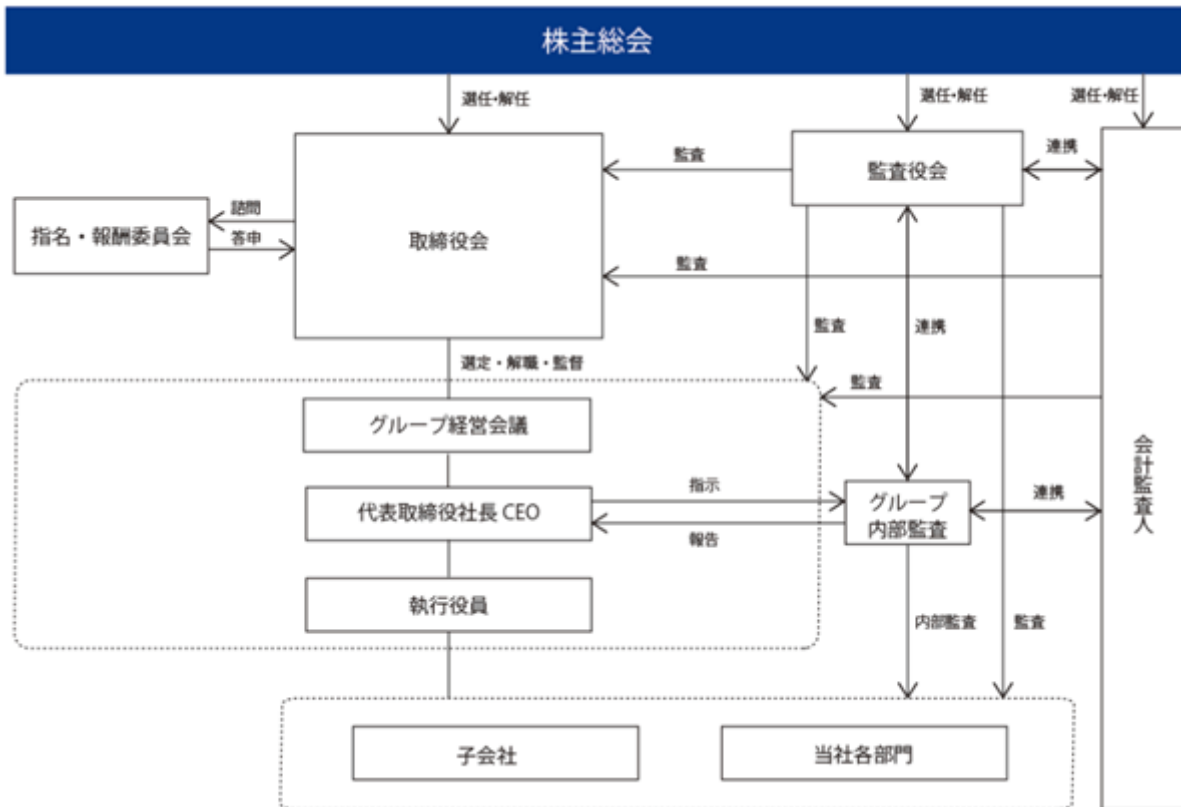 株主総会
選任・解任
選任・解任
選任・解任
取締役会
監査
監査役会
連携
指名・報酬委員会
諮問
答申
監査
監査
連携
選定・解職・監督
監査
グループ経営会議
代表取締役社長 CEO
指示
報告
グループ
内部監査
連携
会計監査人
執行役員
内部監査
監査
子会社
当社各部門